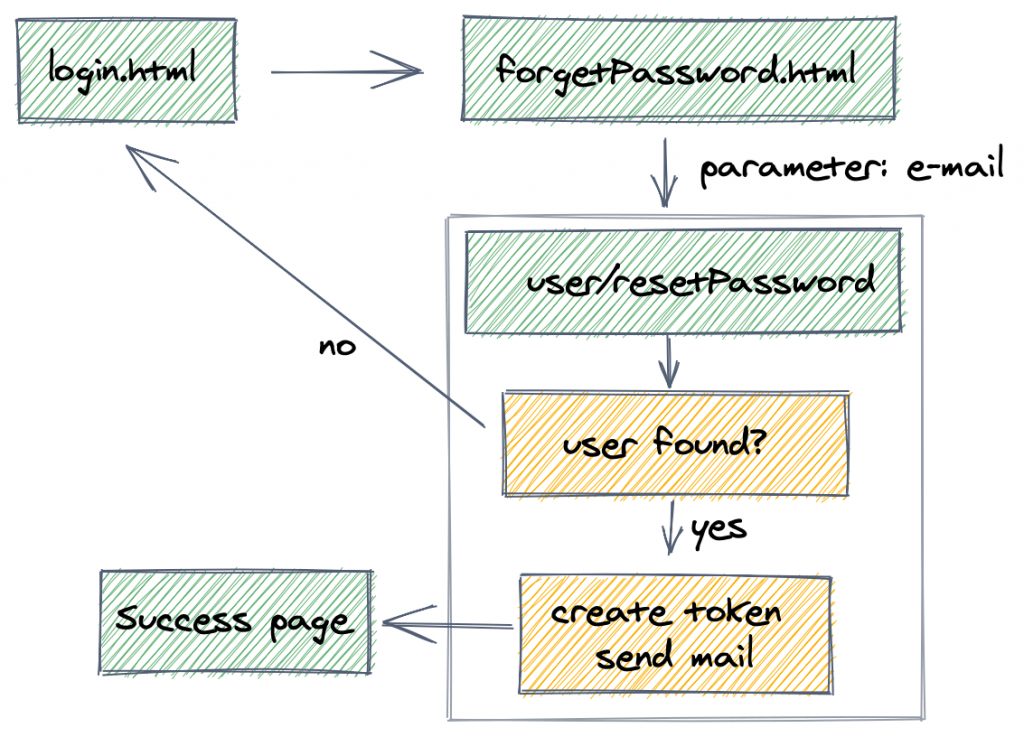 login.html
forgetPassword.html
parameter: e-mail
user/resetPassword
no
user found?
yes
create token
send mail
Success page